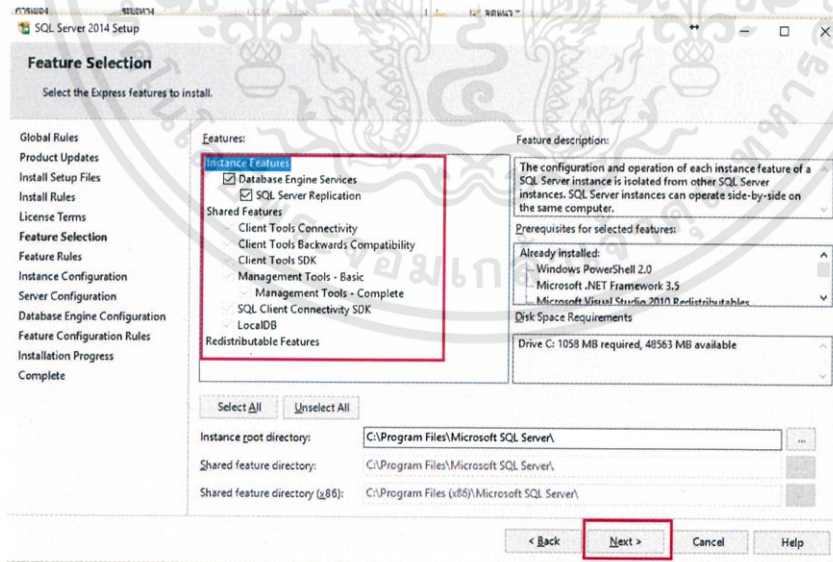 SQL Server 2014 Setup
Feature Selection
Select the Express features to install.
Global Rules
Product Updates
Install Setup Files
Install Rules
License Terms
Feature Selection
Feature Rules
Instance Configuration
Server Configuration
Database Engine Configuration
Feature Configuration Rules
Installation Progress
Complete
Features:
Instance Features
Database Engine Services
SQL Server Replication
Shared Features
Client Tools Connectivity
Client Tools Backwards Compatibility
Client Tools SDK
Management Tools - Basic
Management Tools - Complete
SQL Client Connectivity SDK
LocalDB
Redistributable Features
Feature description:
The configuration and operation of each instance feature of a
SQL Server instance is isolated from other SQL Server
instances. SQL Server instances can operate side-by-side on
the same computer.
Prerequisites for selected features:
Already installed:
Windows PowerShell 2.0
Microsoft .NET Framework 3.5
Microsoft Visual Studio 2010 Redistributables
Disk Space Requirements
Drive C: 1058 MB required, 48563 MB available
Select All
Unselect All
Instance root directory:
C:\Program Files\Microsoft SQL Server\
...
Shared feature directory:
C:\Program Files\Microsoft SQL Server\
Shared feature directory (x86):
C:\Program Files (x86)\Microsoft SQL Server\
< Back
Next >
Cancel
Help